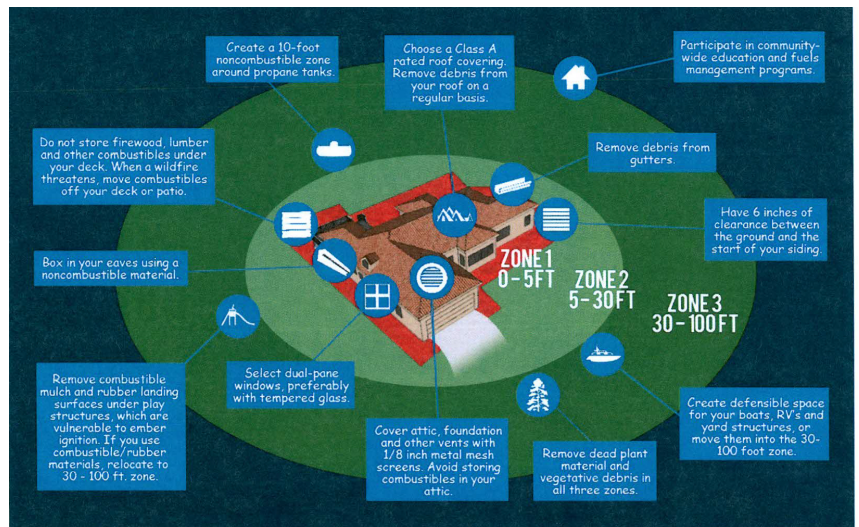 Create a 10-foot
noncombustible zone
around propane tanks.
Choose a Class A
rated roof covering.
Remove debris from
your roof on a
regular basis.
Participate in community-
wide education and fuels
management programs.
Do not store firewood, lumber
and other combustibles under
your deck. When a wildfire
threatens, move combustibles
off your deck or patio.
Remove debris from
gutters.
Have 6 inches of
clearance between
the ground and the
start of your siding.
Box in your eaves using a
noncombustible material.
ZONE 1
0-5FT
ZONE 2
5-30FT
ZONE 3
30-100FT
Remove combustible
mulch and rubber landing
surfaces under play
structures, which are
vulnerable to ember
ignition. If you use
combustible/rubber
materials, relocate to
30 - 100 ft. zone.
Select dual-pane
windows, preferably
with tempered glass.
Cover attic, foundation
and other vents with
1/8 inch metal mesh
screens. Avoid storing
combustibles in your
attic.
Remove dead plant
material and
vegetative debris in
all three zones.
Create defensible space
for your boats, RV's and
yard structures, or
move them into the 30-
100 foot zone.